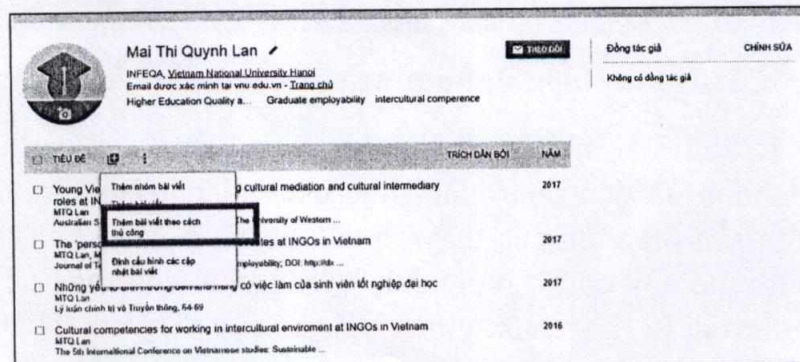 Mai Thi Quynh Lan
THEO DÕI
INFEQA, Vietnam National University Hanoi
Email được xác minh tại vnu edu.vn - Trang chủ
Higher Education Quality a... Graduate employability intercultural comperence
Đồng tác giả CHỈNH SỬA
Không có đồng tác giả
TIÊU ĐỀ TRÍCH DẪN BỞI NĂM
Thêm nhóm bài viết
Thêm bài viết theo cách
thủ công
Định cấu hình các cập
nhật bài viết
Young Vie g cultural mediation and cultural intermediary 2017
roles at IN
MTQ Lan
Australian S The University of Western ...
The 'perso tes at INGOs in Vietnam 2017
MTQ Lan, M
Journal of T mployability; DOI: http://dx ...
Những yếu có việc làm của sinh viên tốt nghiệp đại học 2017
MTQ Lan
Lý luận chính trị và Truyền thông, 64-69
Cultural competencies for working in intercultural enviroment at INGOs in Vietnam 2016
MTQ Lan
The 5th International Conference on Vietnamese studies: Sustainable ...